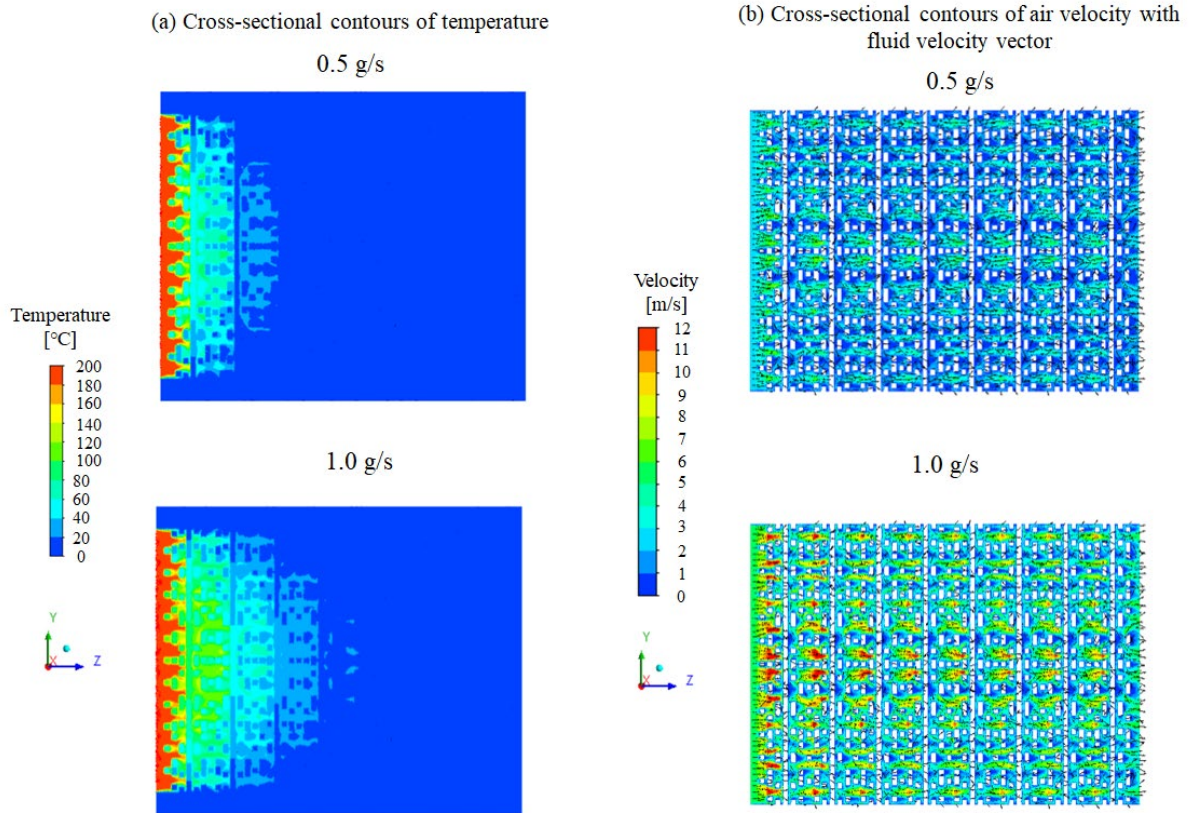 (a) Cross-sectional contours of temperature
0.5 g/s
Temperature
[°C]
200
180
160
140
120
100
80
60
40
20
0
1.0 g/s
Y
X
Z
(b) Cross-sectional contours of air velocity with
fluid velocity vector
0.5 g/s
Velocity
[m/s]
12
11
10
9
8
7
6
5
4
3
2
1
0
1.0 g/s
Y
X
Z